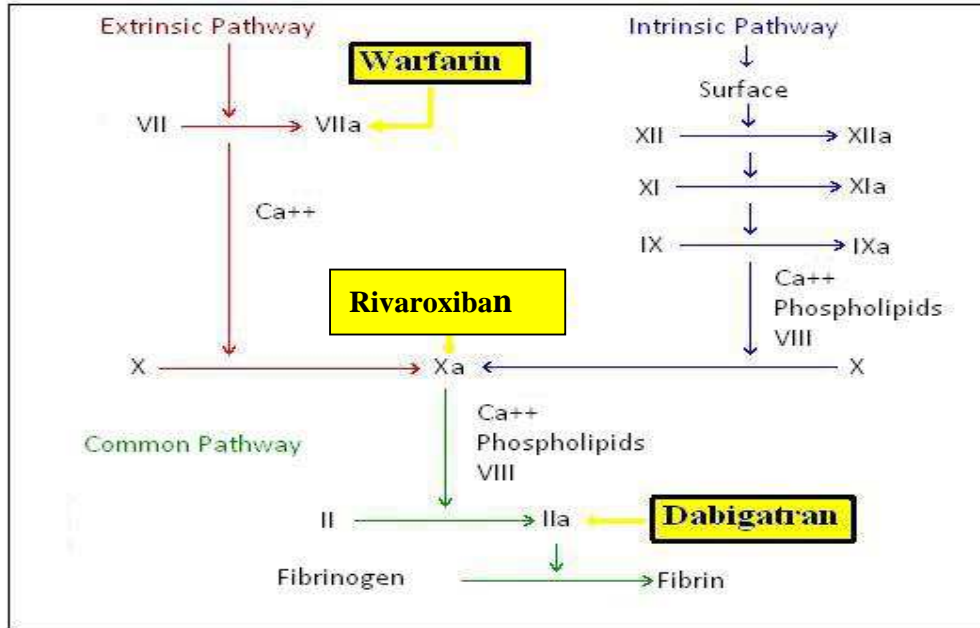 Extrinsic Pathway
Intrinsic Pathway
Warfarin
Surface
VII
VIIa
XII
XIIa
XI
XIa
Ca++
IX
IXa
Ca++
Phospholipids
VIII
Rivaroxiban
X
Xa
X
Ca++
Phospholipids
VIII
Common Pathway
II
IIa
Dabigatran
Fibrinogen
Fibrin